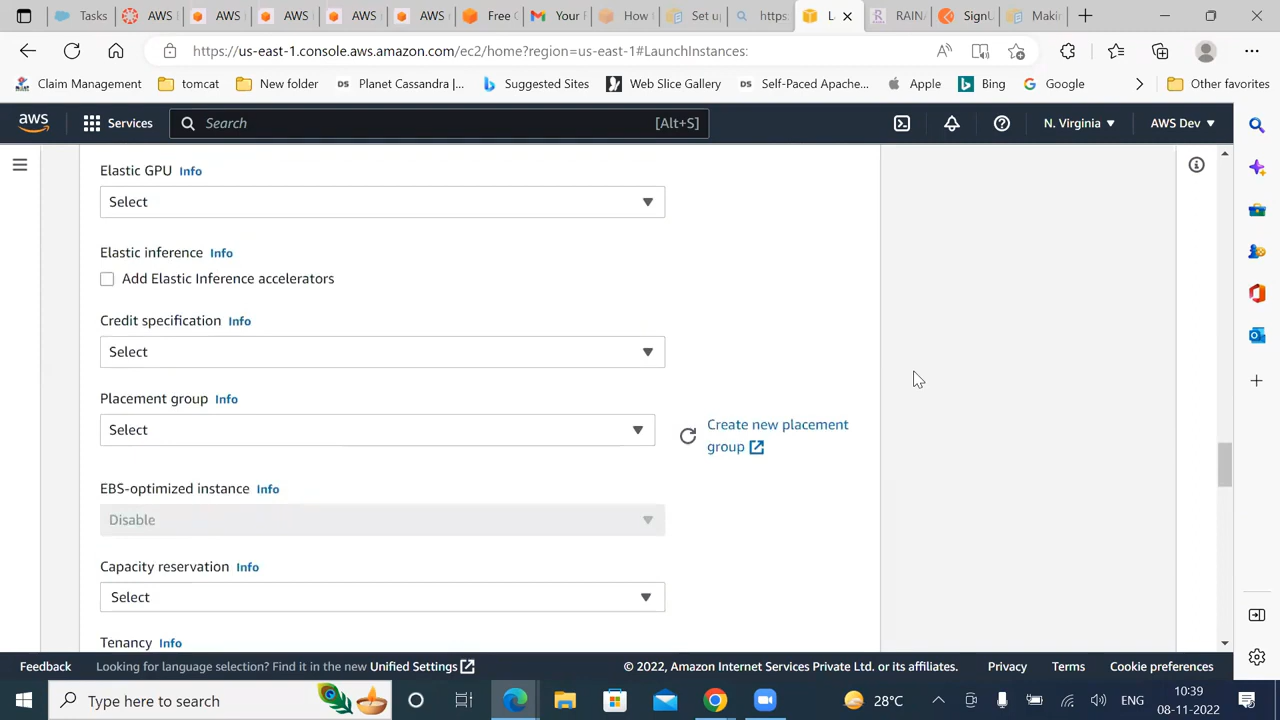 Tasks
AWS D
AWS
AWS
AWS
AWS
Free
Your
How
Set up
https:
L
RAIN
SignU
Makin
https://us-east-1.console.aws.amazon.com/ec2/home?region=us-east-1#LaunchInstances:
Claim Management
tomcat
New folder
DS Planet Cassandra |...
Suggested Sites
Web Slice Gallery
DS Self-Paced Apache...
Apple
Bing
Google
Other favorites
aws
Services
Search
[Alt+S]
N. Virginia
AWS Dev
Elastic GPU Info
Select
Elastic inference Info
Add Elastic Inference accelerators
Credit specification Info
Select
Placement group Info
Select
Create new placement
group
EBS-optimized instance Info
Disable
Capacity reservation Info
Select
Tenancy Info
Feedback
Looking for language selection? Find it in the new Unified Settings
© 2022, Amazon Internet Services Private Ltd. or its affiliates.
Privacy
Terms
Cookie preferences
Type here to search
28°C
ENG
10:39
08-11-2022